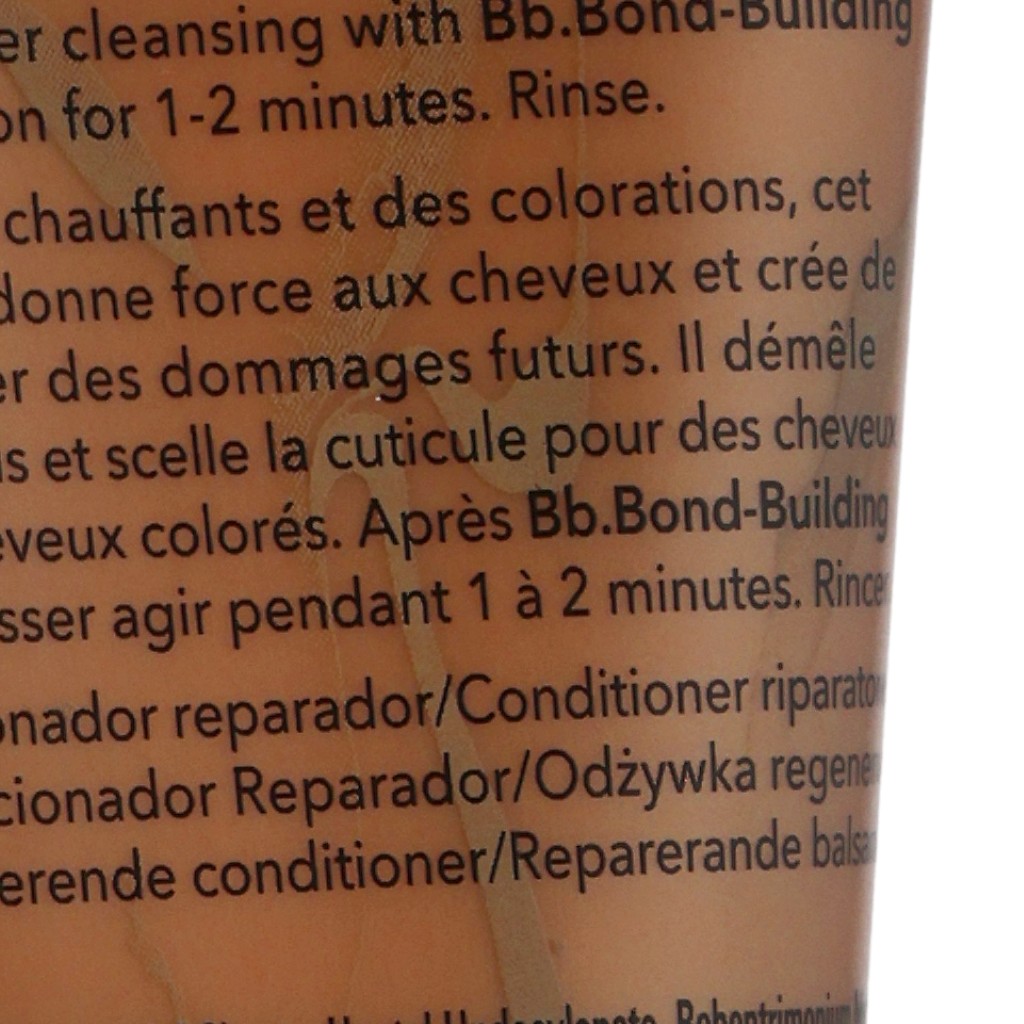 er cleansing with Bb.Bond-Building
on for 1-2 minutes. Rinse.
chauffants et des colorations, cet
donne force aux cheveux et crée de
er des dommages futurs. Il démêle
us et scelle la cuticule pour des cheveux
eveux colorés. Après Bb.Bond-Building
sser agir pendant 1 à 2 minutes. Rincer
onador reparador/Conditioner riparato
cionador Reparador/Odżywka regene
erende conditioner/Reparerande balsa